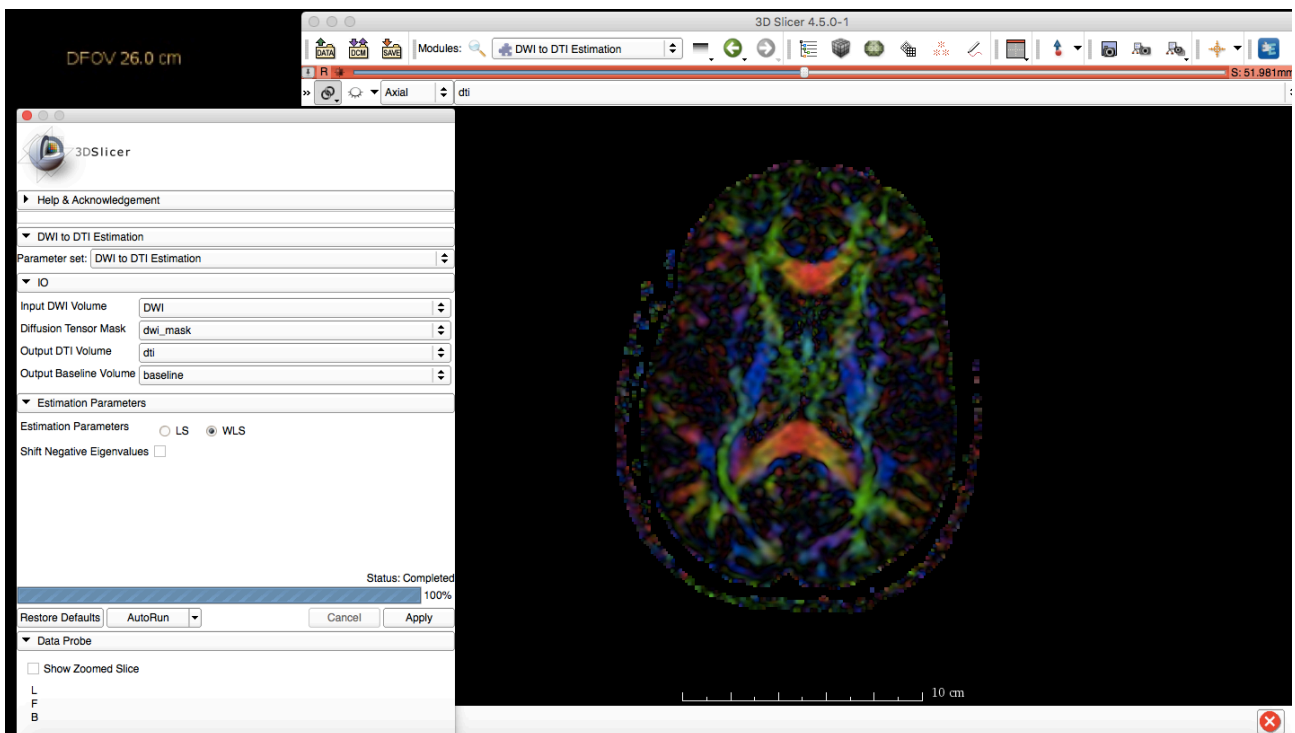 DFOV 26.0 cm
3D Slicer 4.5.0-1
DATA DCM SAVE Modules: DWI to DTI Estimation
R S: 51.981mm
» Axial dti
3DSlicer
Help & Acknowledgement
DWI to DTI Estimation
Parameter set: DWI to DTI Estimation
IO
Input DWI Volume DWI
Diffusion Tensor Mask dwi_mask
Output DTI Volume dti
Output Baseline Volume baseline
Estimation Parameters
Estimation Parameters LS WLS
Shift Negative Eigenvalues
Status: Completed
100%
Restore Defaults AutoRun Cancel Apply
Data Probe
Show Zoomed Slice
L
F
B
10 cm